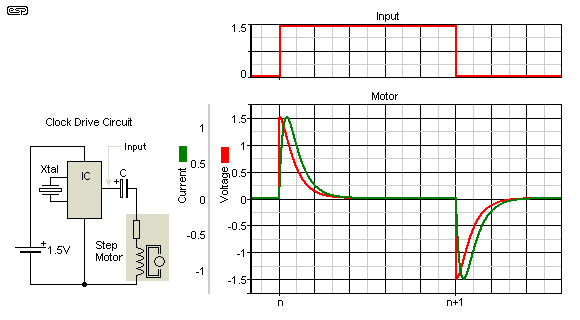 esp
Input
1.5
0
Motor
Clock Drive Circuit
Input
Xtal
IC
+
C
+
1.5V
Step
Motor
Current
1
0.5
0
-0.5
-1
Voltage
1.5
1
0.5
0
-0.5
-1
-1.5
n
n+1